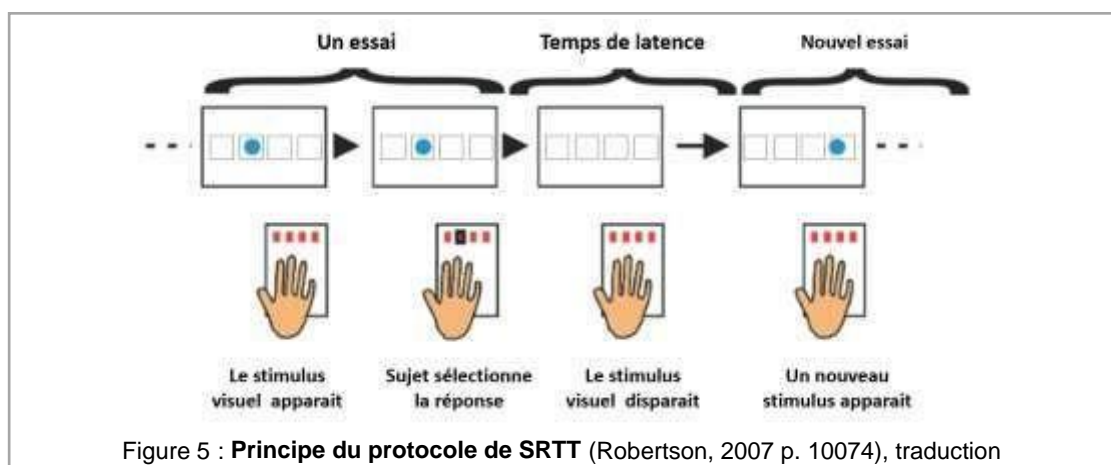 Un essai Temps de latence Nouvel essai
Le stimulus visuel apparait
Sujet sélectionne la réponse
Le stimulus visuel disparait
Un nouveau stimulus apparait
Figure 5 : Principe du protocole de SRTT (Robertson, 2007 p. 10074), traduction